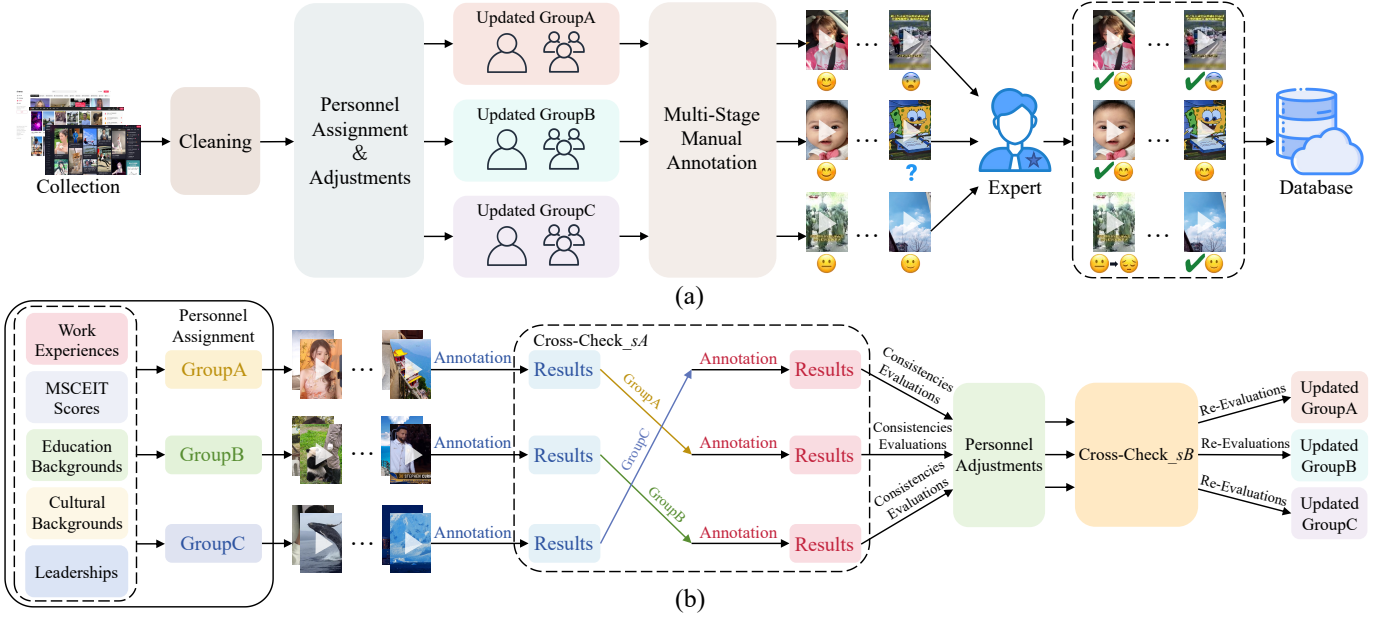 Collection
Cleaning
Personnel
Assignment
&
Adjustments
Updated GroupA
Updated GroupB
Updated GroupC
Multi-Stage
Manual
Annotation
?
Expert
Database
(a)
Work
Experiences
MSCEIT
Scores
Education
Backgrounds
Cultural
Backgrounds
Leaderships
Personnel
Assignment
GroupA
GroupB
GroupC
Annotation
Annotation
Annotation
Cross-Check_sA
Results
Results
Results
GroupA
GroupC
GroupB
Annotation
Annotation
Annotation
Results
Results
Results
Consistencies
Evaluations
Consistencies
Evaluations
Consistencies
Evaluations
Personnel
Adjustments
Cross-Check_sB
Re-Evaluations
Re-Evaluations
Re-Evaluations
Updated
GroupA
Updated
GroupB
Updated
GroupC
(b)